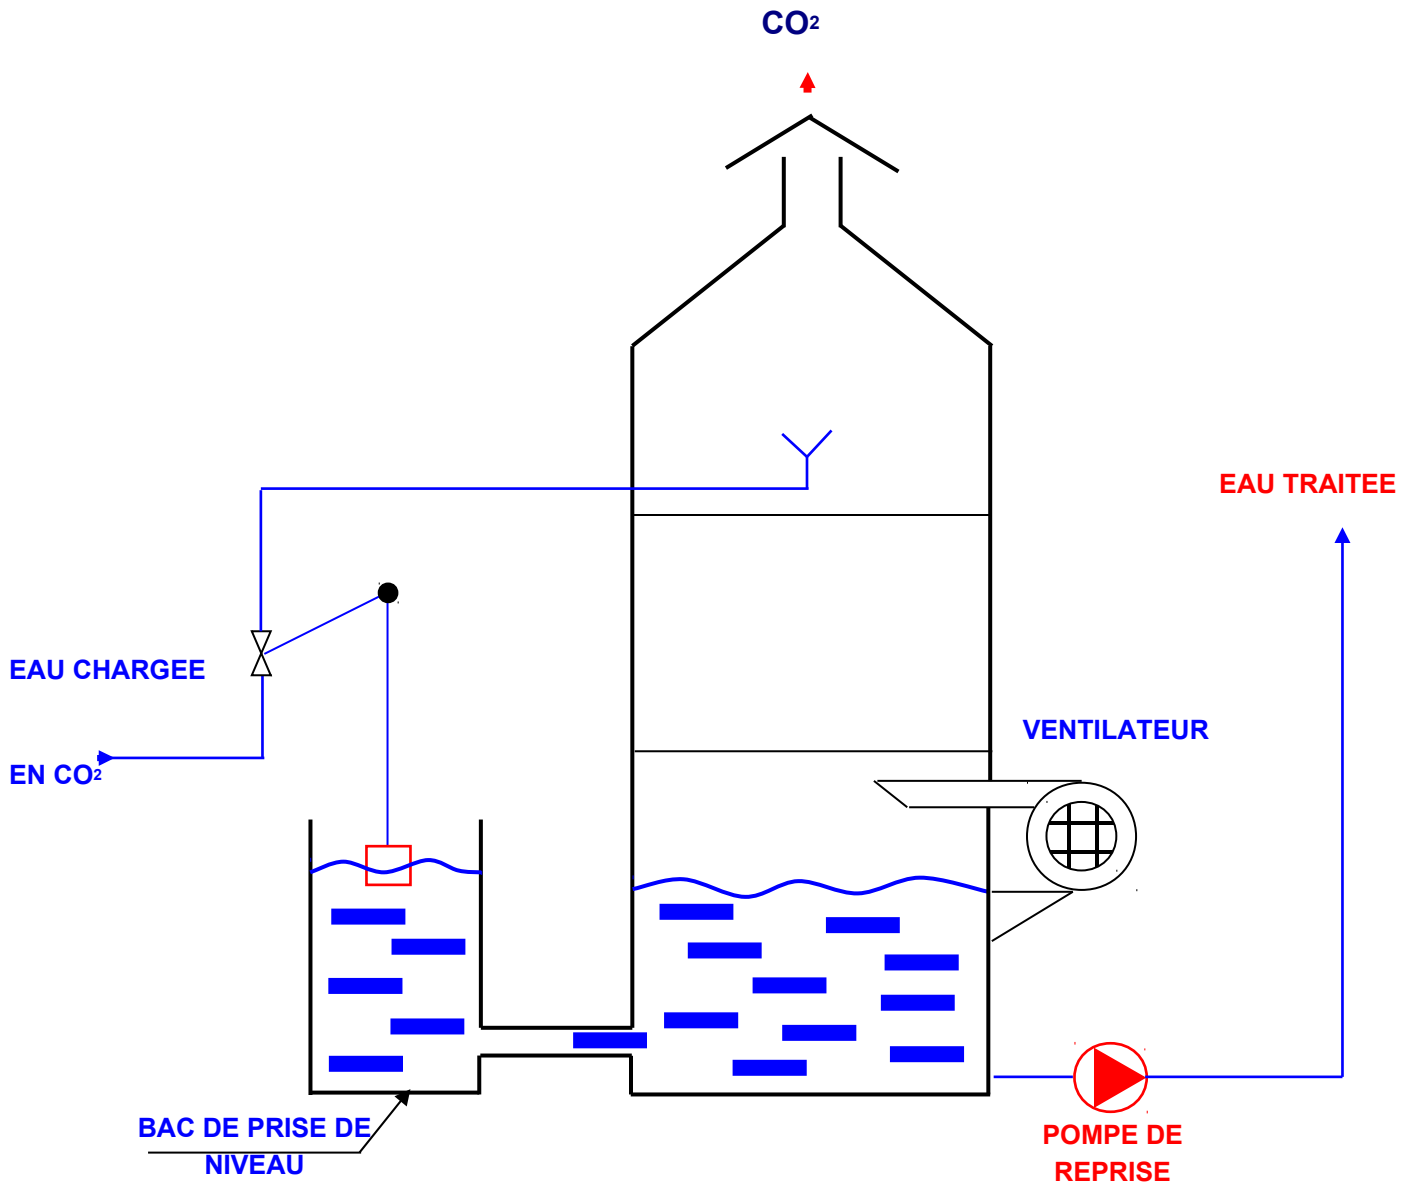 CO2
EAU TRAITEE
EAU CHARGEE
EN CO2
VENTILATEUR
BAC DE PRISE DE
NIVEAU
POMPE DE
REPRISE